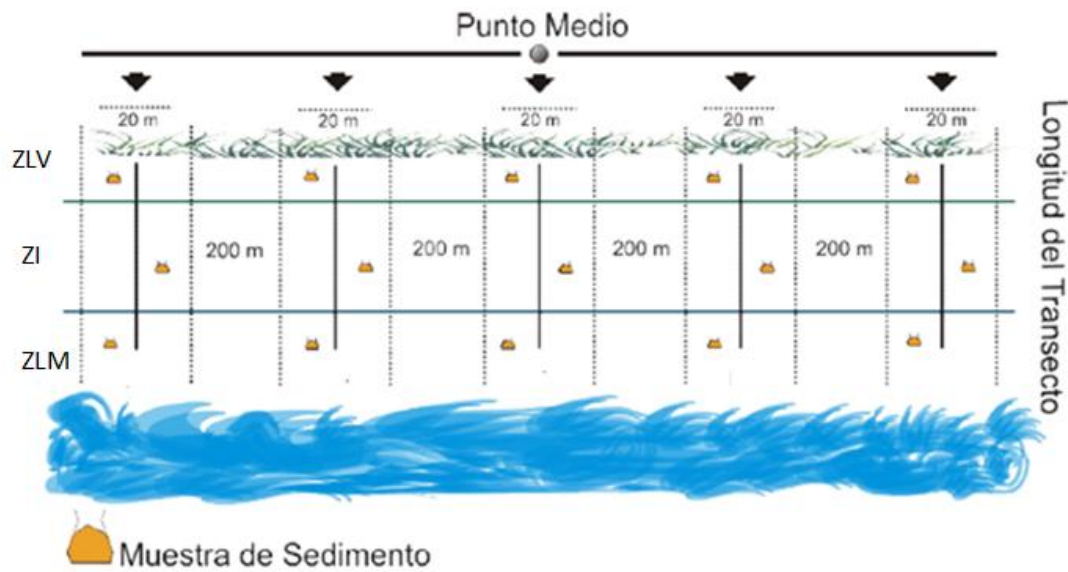 Punto Medio
20 m 20 m 20 m 20 m 20 m
ZLV
ZI 200 m 200 m 200 m 200 m
ZLM
Longitud del Transecto
Muestra de Sedimento